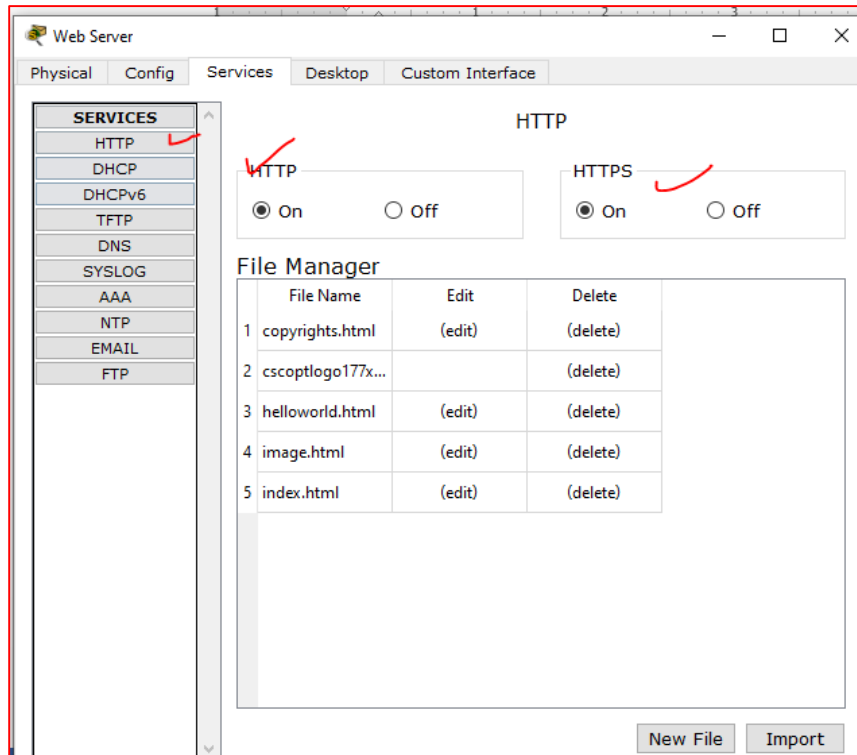 Web Server
Physical Config Services Desktop Custom Interface
SERVICES
HTTP
DHCP
DHCPv6
TFTP
DNS
SYSLOG
AAA
NTP
EMAIL
FTP
HTTP
HTTP
On Off
HTTPS
On Off
File Manager
File Name Edit Delete
1 copyrights.html (edit) (delete)
2 cscoptlogo177x... (delete)
3 helloworld.html (edit) (delete)
4 image.html (edit) (delete)
5 index.html (edit) (delete)
New File Import